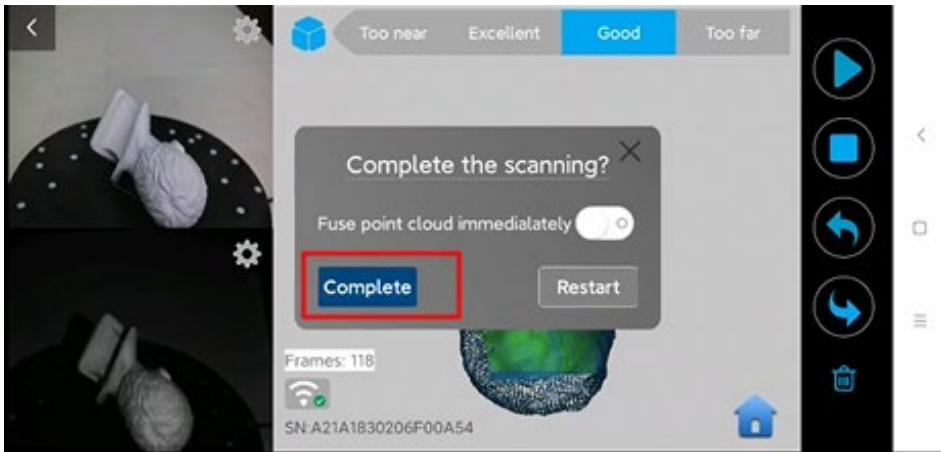 Too near Excellent Good Too far
Complete the scanning?
Fuse point cloud immedialately
Complete Restart
Frames: 118
SN:A21A1830206F00A54